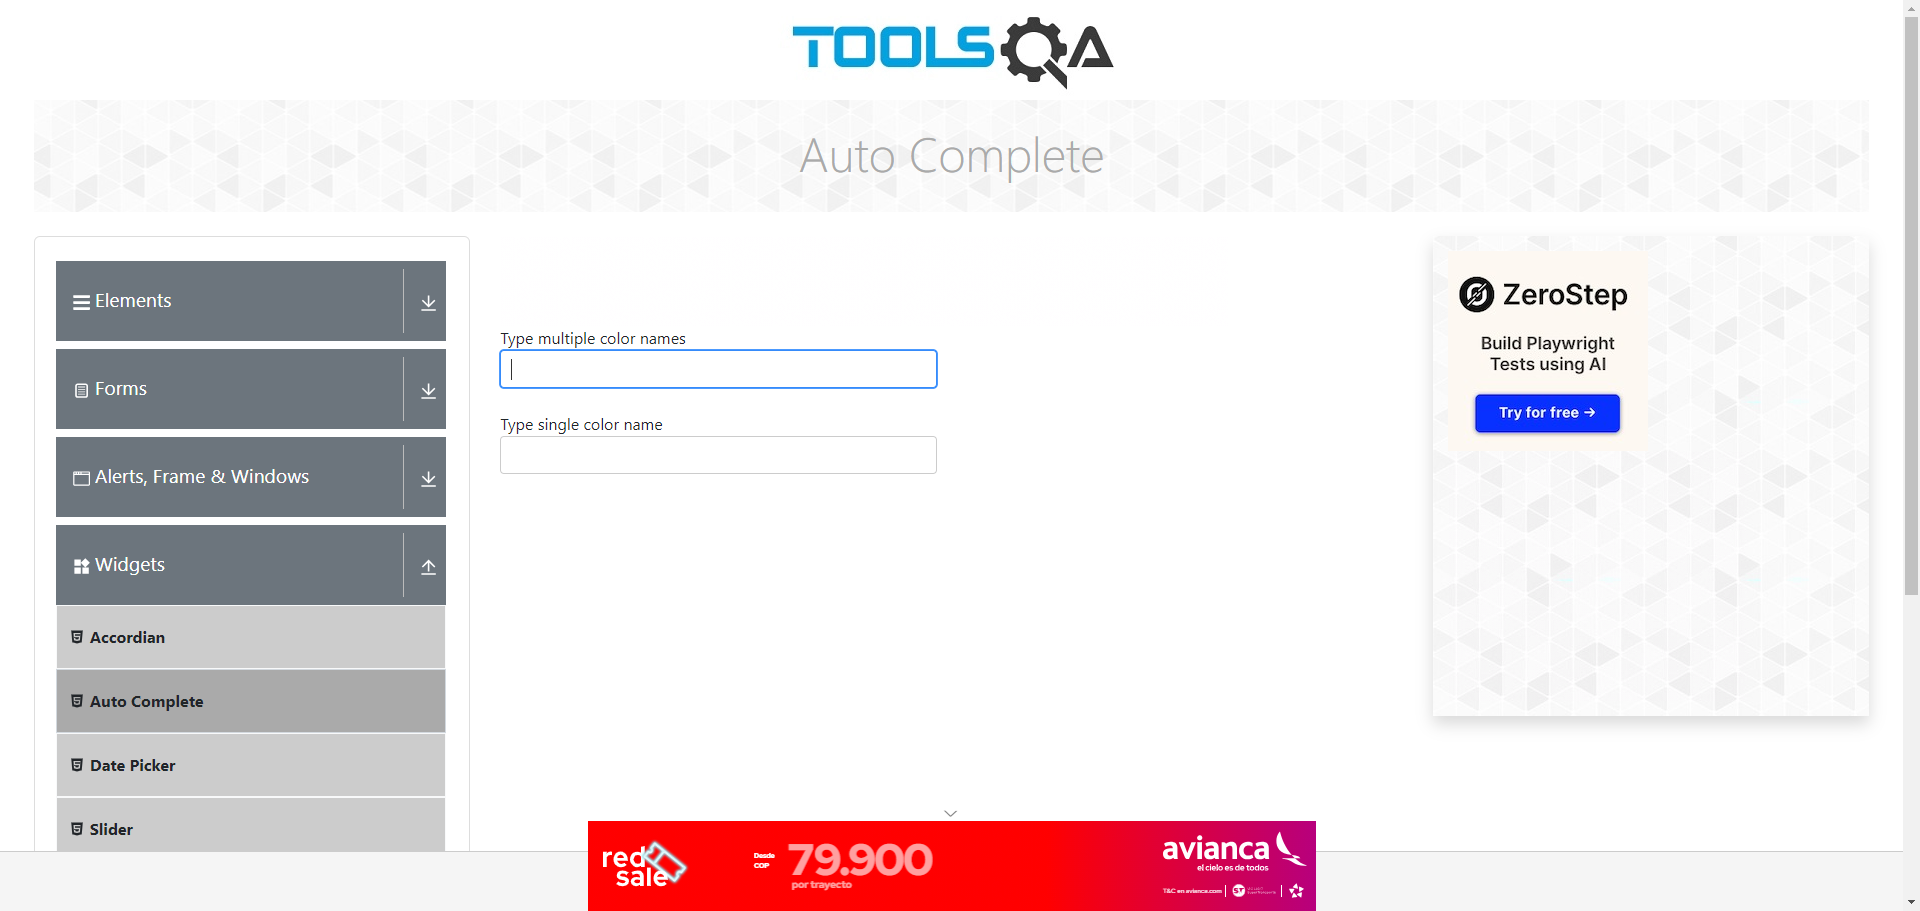 TOOLSQA
Auto Complete
Elements
Forms
Alerts, Frame & Windows
Widgets
Accordian
Auto Complete
Date Picker
Slider
Type multiple color names
Type single color name
ZeroStep
Build Playwright
Tests using AI
Try for free →
red
sale
Desde
COP
79.900
por trayecto
avianca
el cielo es de todos
T&C en avianca.com